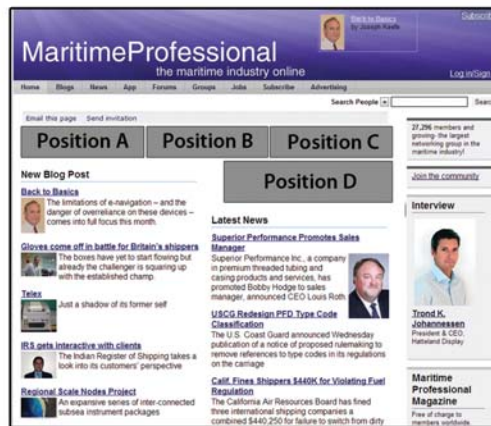 Back to Basics
by Joseph Keefe
Subscrib
MaritimeProfessional
the maritime industry online
Log in/Sign
Home Blogs News App Forums Groups Jobs Subscribe Advertising
Search People
Searc
Email this page Send invitation
Position A Position B Position C
Position D
New Blog Post
Back to Basics
The limitations of e-navigation – and the
danger of overreliance on these devices –
comes into full focus this month.
Gloves come off in battle for Britain's shippers
The boxes have yet to start flowing but
already the challenger is squaring up
with the established champ.
Telex
Just a shadow of its former self
IRS gets interactive with clients
The Indian Register of Shipping takes a
look into its customers' perspective
Regional Scale Nodes Project
An expansive series of inter-connected
subsea instrument packages
Latest News
Superior Performance Promotes Sales
Manager
Superior Performance Inc., a company
in premium threaded tubing and
casing products and services, has
promoted Bobby Hodge to sales
manager, announced CEO Louis Roth.
USCG Redesign PFD Type Code
Classification
The U.S. Coast Guard announced Wednesday
publication of a notice of proposed rulemaking to
remove references to type codes in its regulations
on the carriage
Calif. Fines Shippers $440K for Violating Fuel
Regulation
The California Air Resources Board has fined
three international shipping companies a
combined $440,250 for failure to switch from dirty
27,296 members and
growing- the largest
networking group in the
maritime industry!
Join the community
Interview
Trond K.
Johannessen
President & CEO,
Hatteland Display
Maritime
Professional
Magazine
Free of charge to
members worldwide.